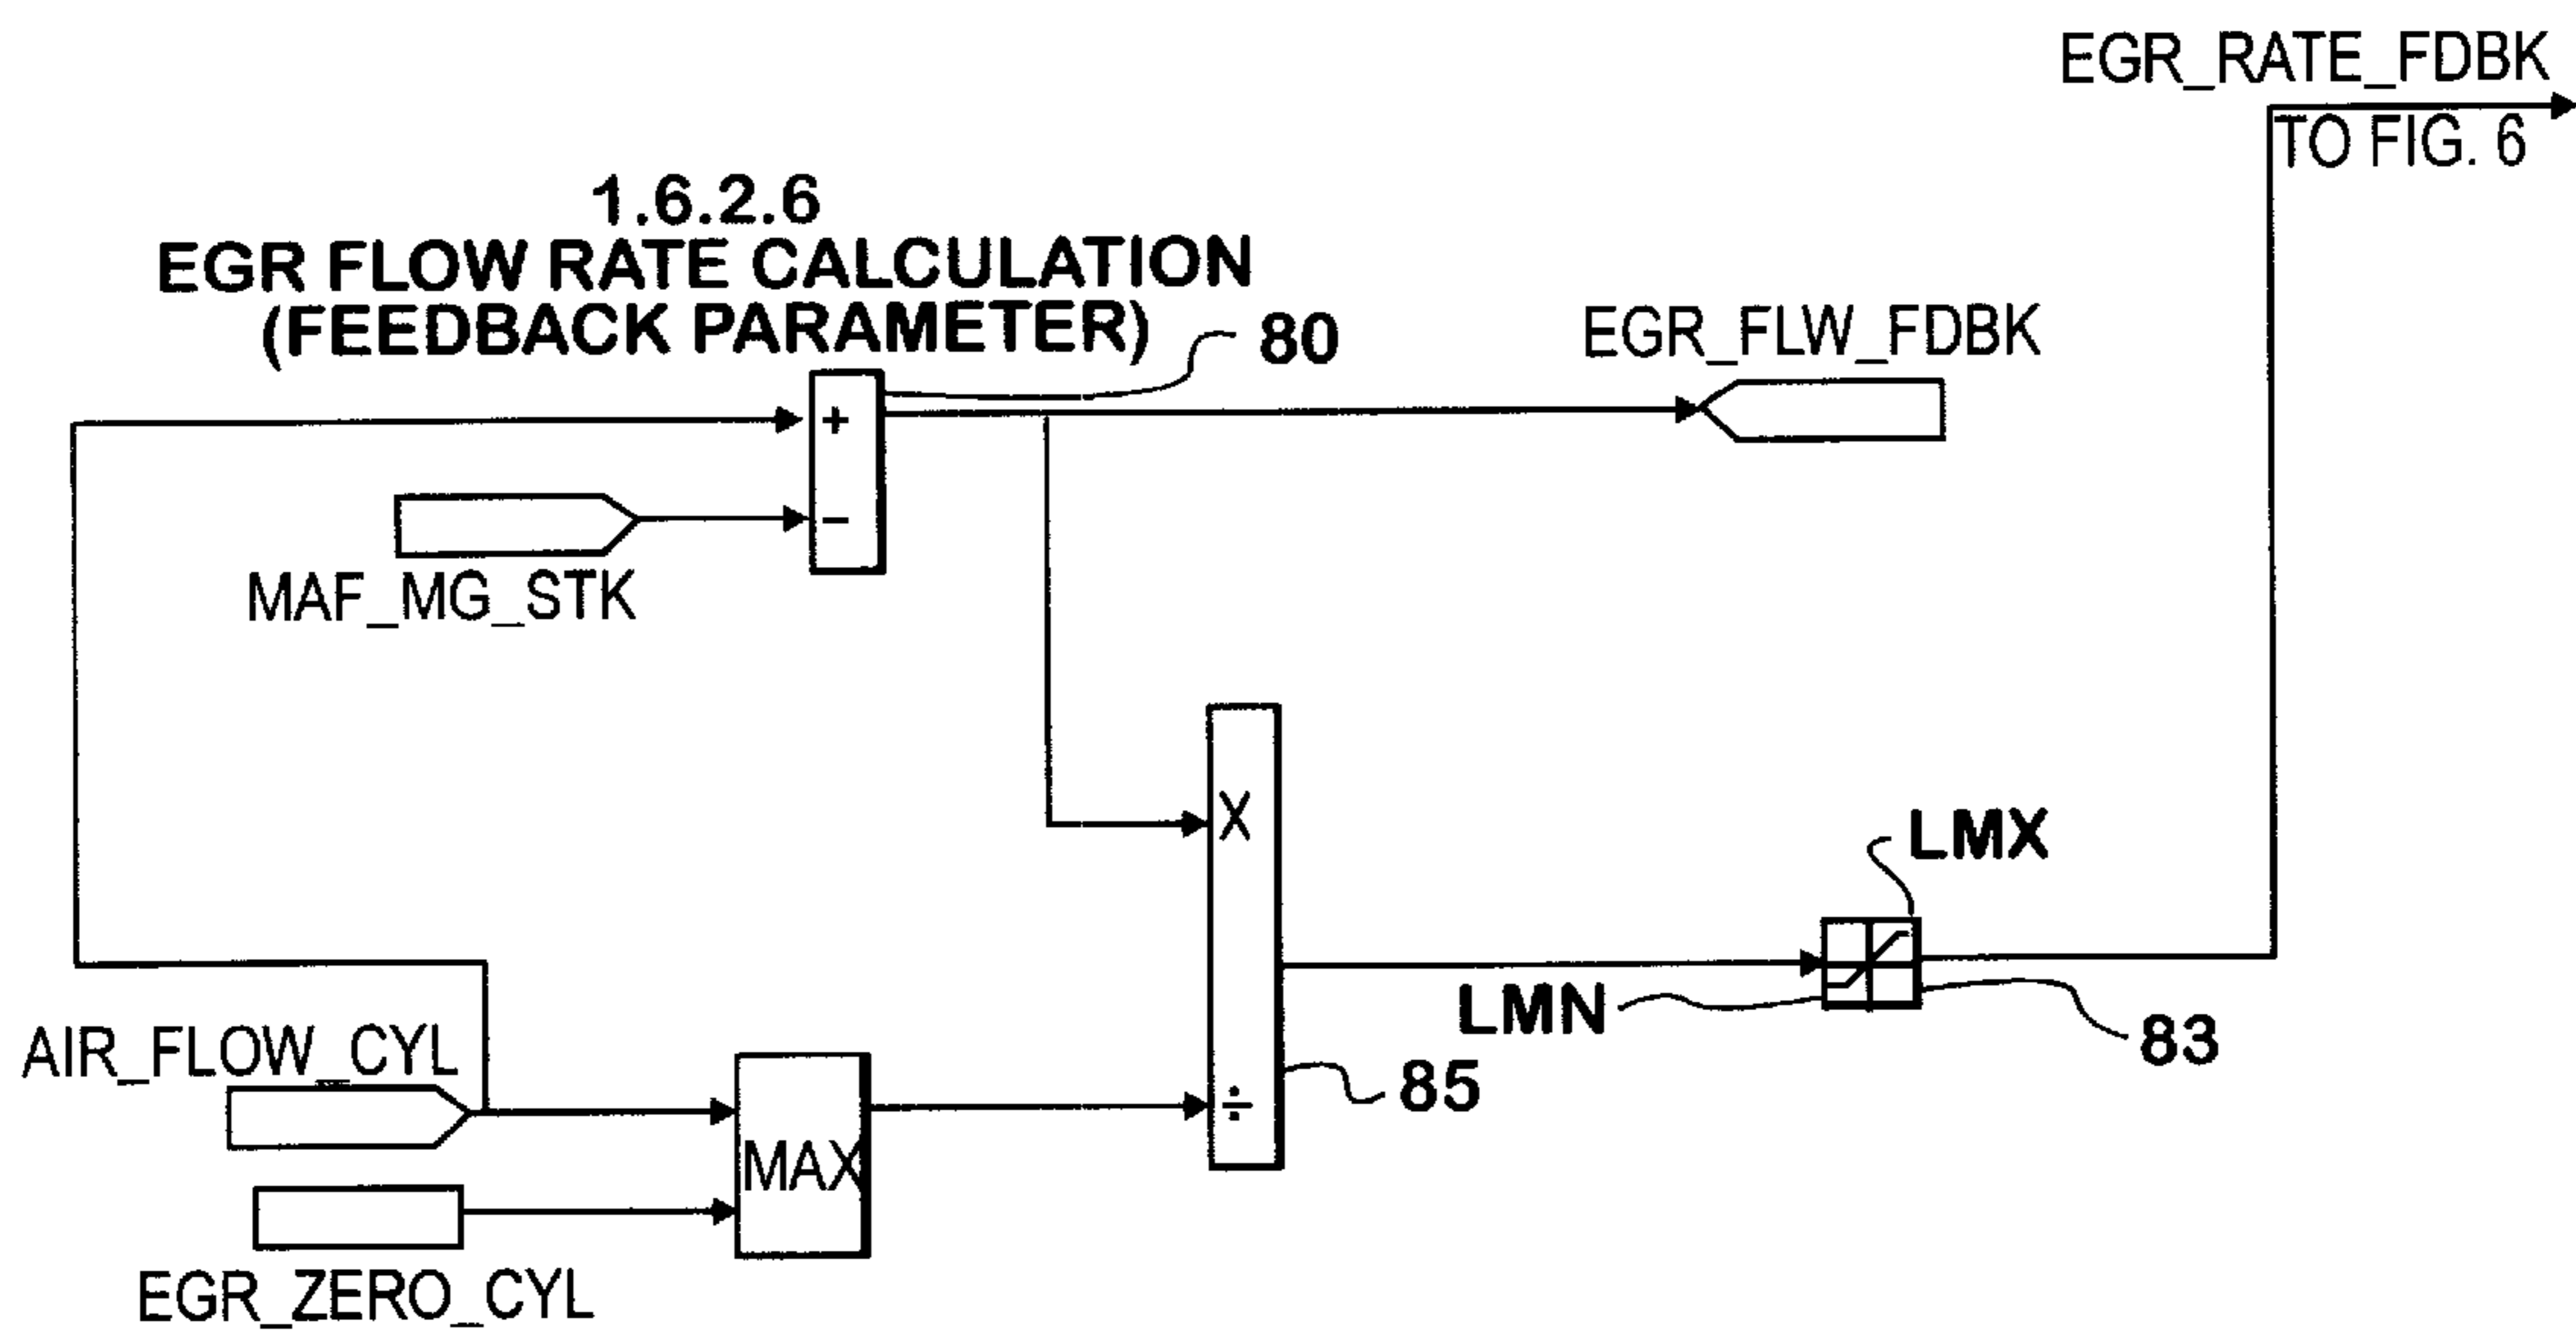 EGR_RATE_FDBK
TO FIG. 6
1.6.2.6
EGR FLOW RATE CALCULATION
(FEEDBACK PARAMETER)
80
EGR_FLW_FDBK
+
−
MAF_MG_STK
X
LMX
LMN
83
AIR_FLOW_CYL
85
÷
MAX
EGR_ZERO_CYL